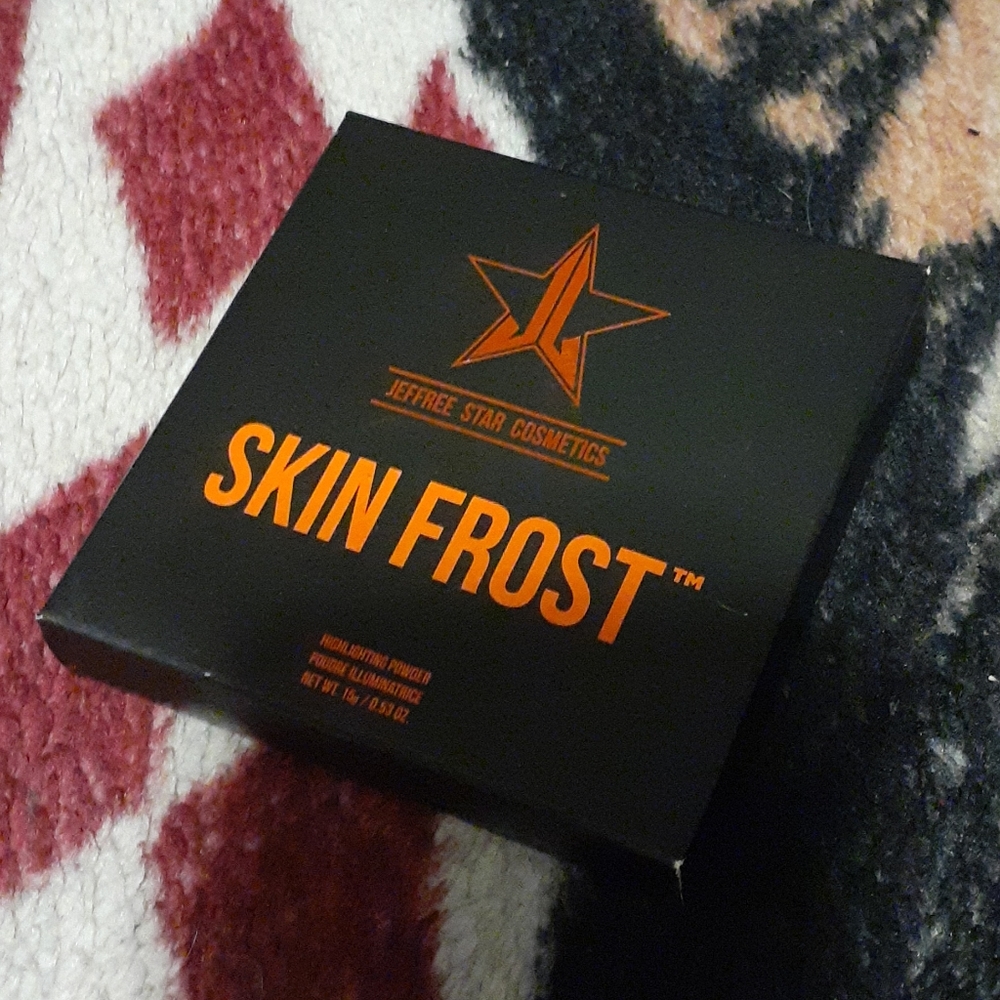 JEFFREE STAR COSMETICS
SKIN FROST™
HIGHLIGHTING POWDER
POUDRE ILLUMINATRICE
NET WT. 15g / 0.53 OZ.